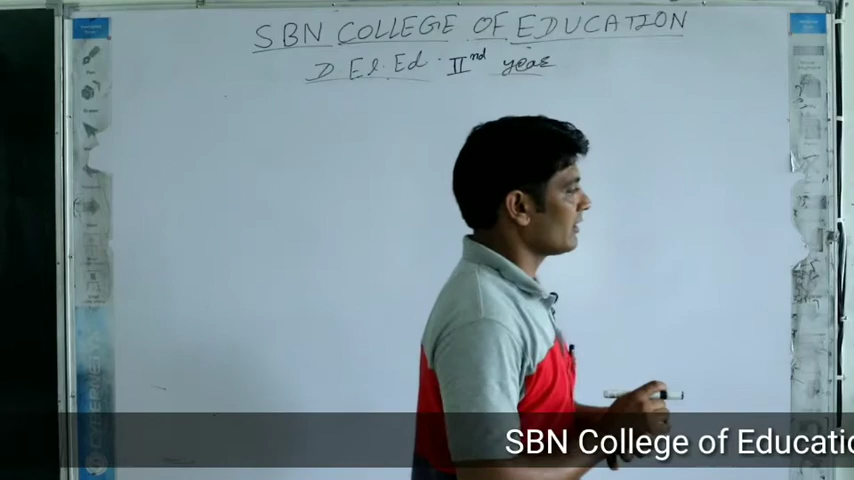 SBN COLLEGE OF EDUCATION
D El. Ed. IInd year
SBN College of Educatio